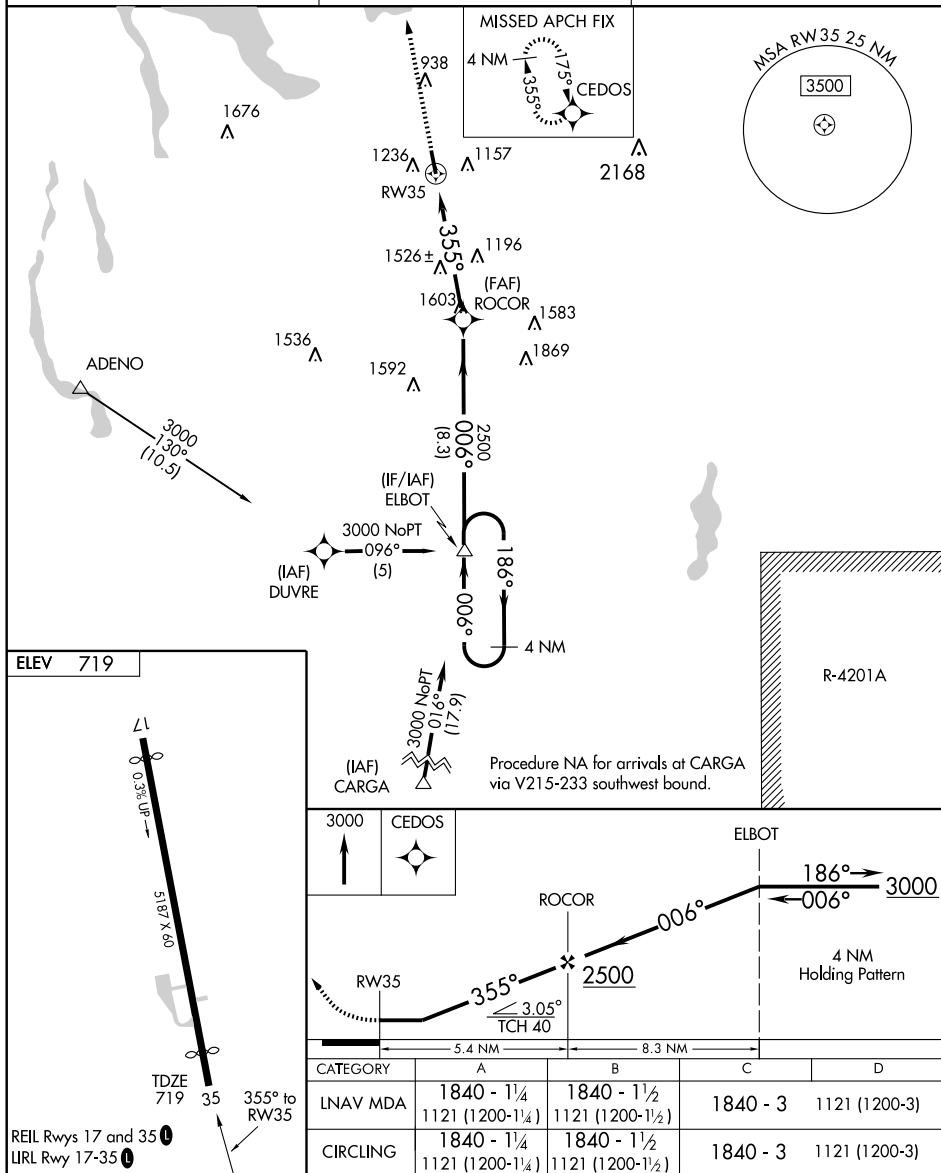 MISSED APCH FIX
4 NM
175°
355°
CEDOS
MSA RW35 25 NM
3500
938
1676
1236
1157
2168
RW35
355°
1526 ±
1196
(FAF)
ROCOR
1603
1583
1536
1869
1592
ADENO
3000
130°
(10.5)
2500
006°
(8.3)
(IF/IAF)
ELBOT
3000 NoPT
096°
(5)
(IAF)
DUVRE
186°
006°
4 NM
3000 NoPT
016°
(17.9)
(IAF)
CARGA
Procedure NA for arrivals at CARGA
via V215-233 southwest bound.
R-4201A
ELEV 719
17
0.3% UP
5187 X 60
TDZE
719
35
355° to
RW35
REIL Rwys 17 and 35 L
LIRL Rwy 17-35 L
3000
CEDOS
ELBOT
186°
006°
3000
ROCOR
006°
4 NM
Holding Pattern
2500
RW35
355°
3.05°
TCH 40
5.4 NM
8.3 NM
CATEGORY A B C D
LNAV MDA 1840 - 1¼ 1840 - 1½ 1840 - 3 1121 (1200-3)
1121 (1200-1¼) 1121 (1200-1½)
CIRCLING 1840 - 1¼ 1840 - 1½ 1840 - 3 1121 (1200-3)
1121 (1200-1¼) 1121 (1200-1½)